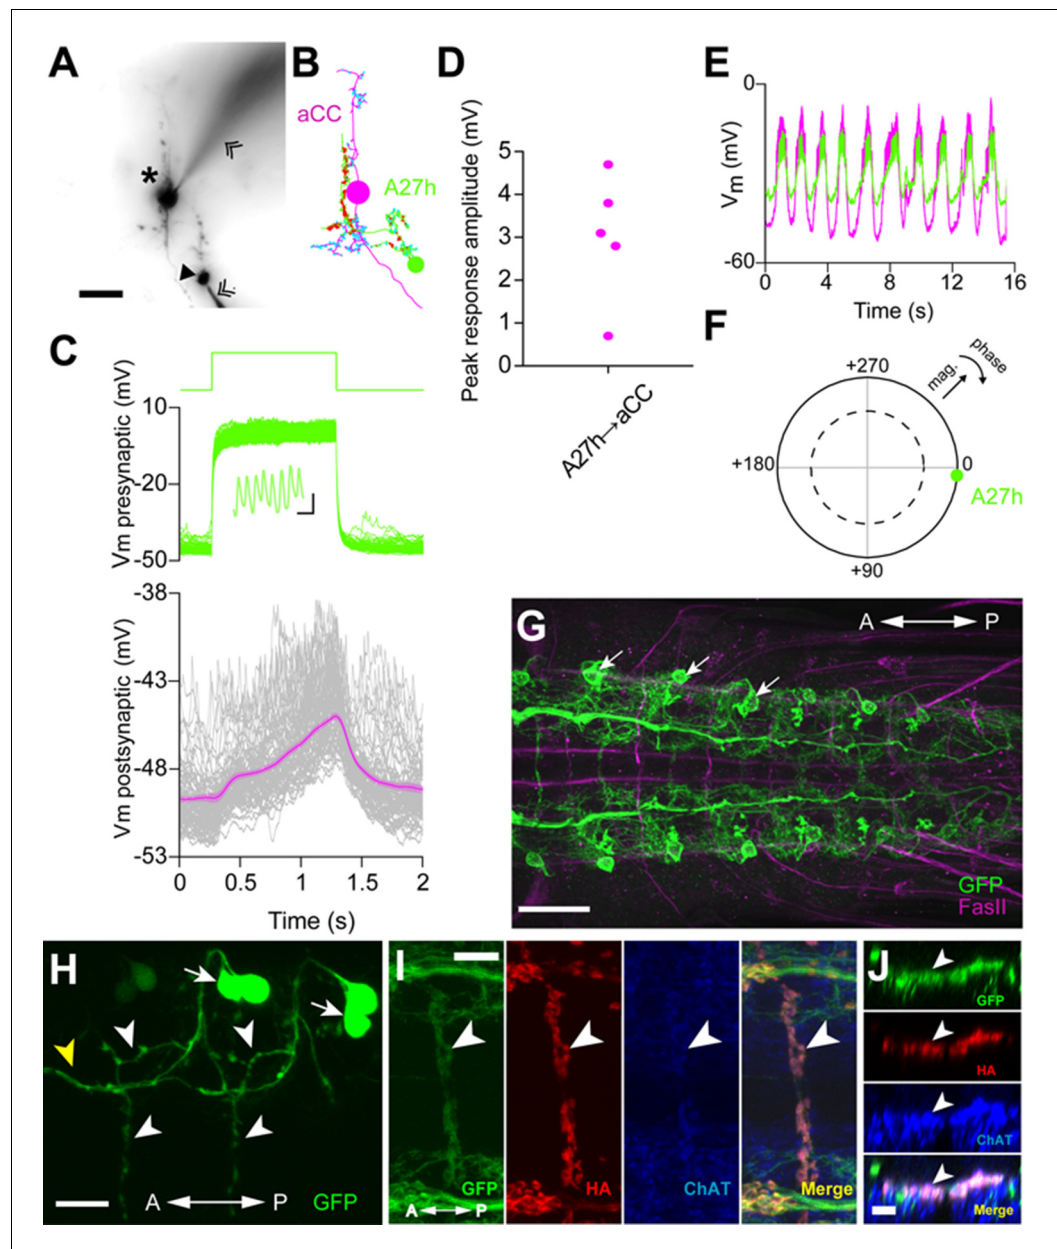 A
*
B
aCC
A27h
C
10
-20
-50
Vm presynaptic (mV)
-38
-43
-48
-53
Vm postsynaptic (mV)
0 0.5 1 1.5 2
Time (s)
D
5
4
3
2
1
0
Peak response amplitude (mV)
A27h→aCC
E
0
-60
Vm (mV)
0 4 8 12 16
Time (s)
F
+270
+180
0
+90
mag.
phase
A27h
G
A P
GFP
FasII
H
A P
GFP
I
GFP
A P
HA
ChAT
Merge
J
GFP
HA
ChAT
Merge